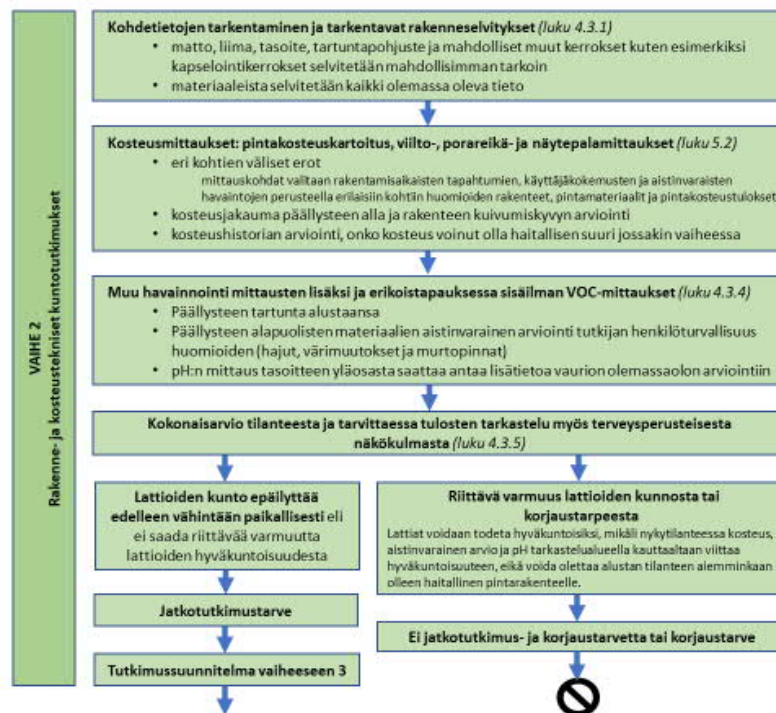 VAIHE 2
Rakenne- ja kosteustekniset kuntotutkimukset
Kohdetietojen tarkentaminen ja tarkentavat rakenneselvitykset (luku 4.3.1)
• matto, liima, tasoite, tartuntapohjuste ja mahdolliset muut kerrokset kuten esimerkiksi
kapselointikerrokset selvitetään mahdollisimman tarkoin
• materiaaleista selvitetään kaikki olemassa oleva tieto
Kosteusmittaukset: pintakosteuskartoitus, viilto-, porareikä- ja näytepalamittaukset (luku 5.2)
• eri kohtien väliset erot
mittauskohdat valitaan rakentamisaikaisten tapahtumien, käyttäjäkokemusten ja aistinvaraisten
havaintojen perusteella erilaisiin kohtiin huomioiden rakenteet, pintamateriaalit ja pintakosteustulokset
• kosteusjakauma päällysteen alla ja rakenteen kuivumiskyvyn arviointi
• kosteushistorian arviointi, onko kosteus voinut olla haitallisen suuri jossakin vaiheessa
Muu havainnointi mittausten lisäksi ja erikoistapauksessa sisäilman VOC-mittaukset (luku 4.3.4)
• Päällysteen tartunta alustaansa
• Päällysteen alapuolisten materiaalien aistinvarainen arviointi tutkijan henkilöturvallisuus
huomioiden (hajut, värimuutokset ja murtopinnat)
• pH:n mittaus tasoitteen yläosasta saattaa antaa lisätietoa vaurion olemassaolon arviointiin
Kokonaisarvio tilanteesta ja tarvittaessa tulosten tarkastelu myös terveysperusteisesta
näkökulmasta (luku 4.3.5)
Lattioiden kunto epäilyttää
edelleen vähintään paikallisesti eli
ei saada riittävää varmuutta
lattioiden hyväkuntoisuudesta
Jatkotutkimustarve
Tutkimussuunnitelma vaiheeseen 3
Riittävä varmuus lattioiden kunnosta tai
korjaustarpeesta
Lattiat voidaan todeta hyväkuntoisiksi, mikäli nykytilanteessa kosteus,
aistinvarainen arvio ja pH tarkastelualueella kauttaaltaan viittaa
hyväkuntoisuuteen, eikä voida olettaa alustan tilanteen aiemminkaan
olleen haitallinen pintarakenteelle.
Ei jatkotutkimus- ja korjaustarvetta tai korjaustarve